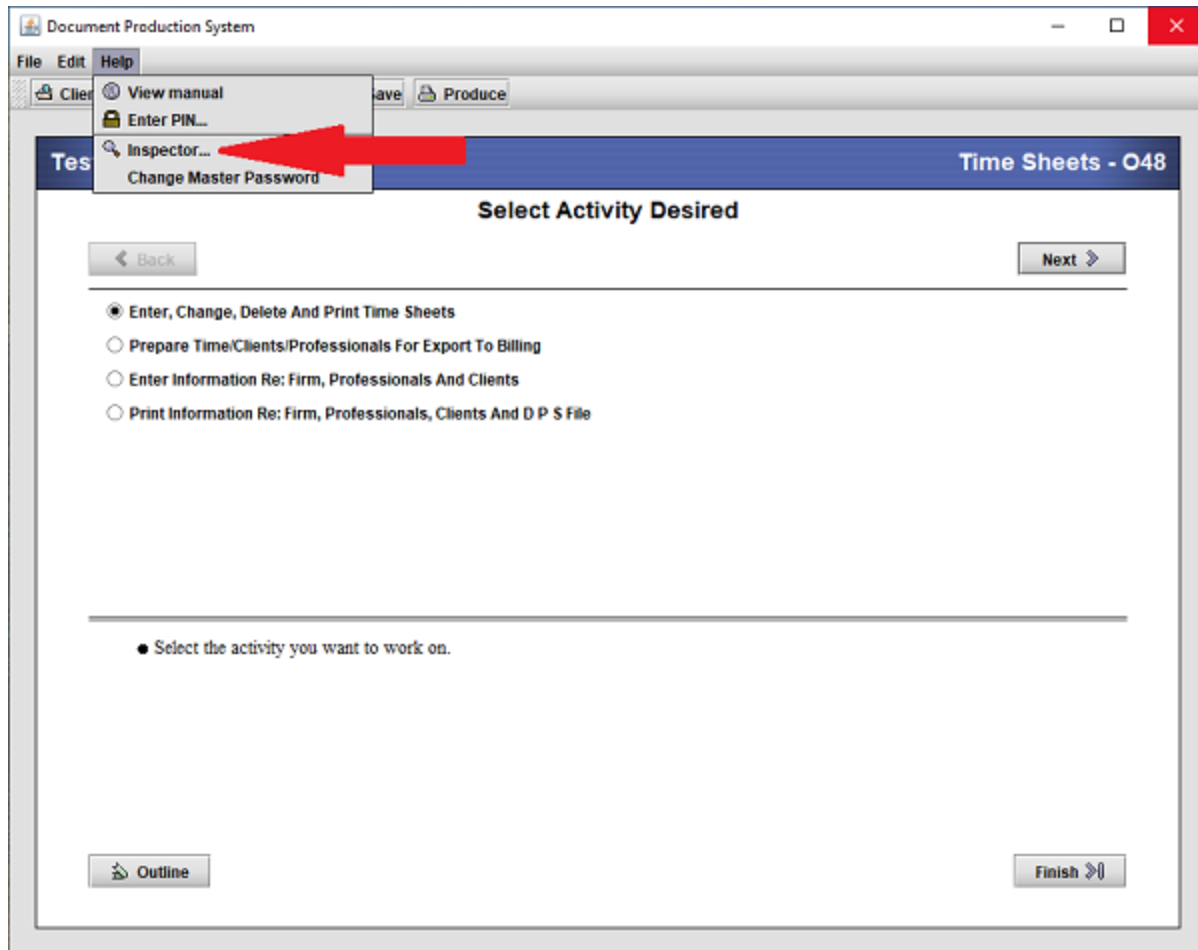 Document Production System
File Edit Help
Produce
View manual
Enter PIN...
Inspector...
Change Master Password
Time Sheets - O48
Select Activity Desired
Back Next
Enter, Change, Delete And Print Time Sheets
Prepare Time/Clients/Professionals For Export To Billing
Enter Information Re: Firm, Professionals And Clients
Print Information Re: Firm, Professionals, Clients And D P S File
Select the activity you want to work on.
Outline Finish